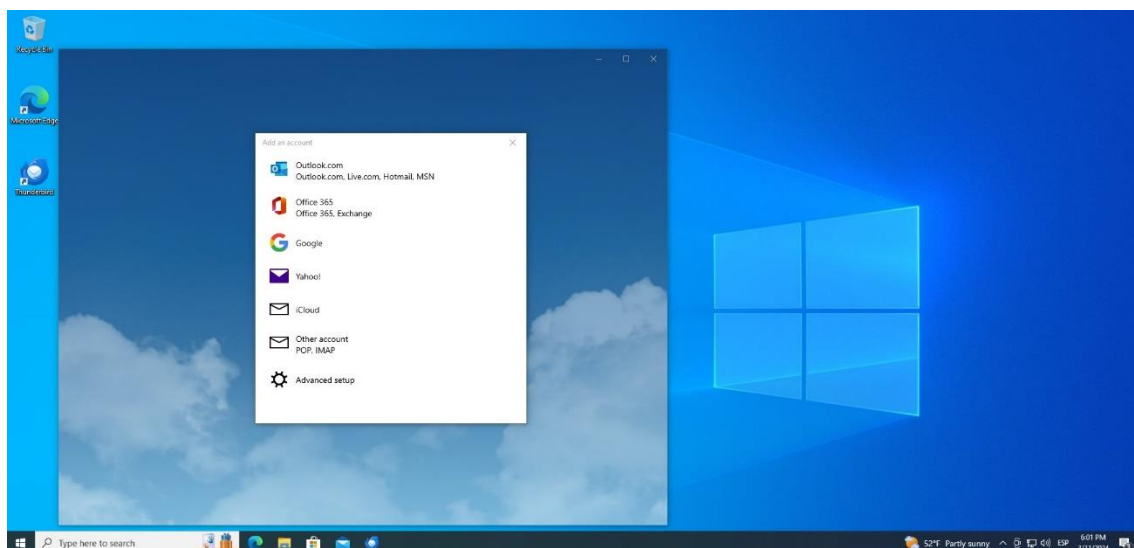 Recycle Bin
Microsoft Edge
Thunderbird
Add an account
Outlook.com
Outlook.com, Live.com, Hotmail, MSN
Office 365
Office 365, Exchange
Google
Yahoo!
iCloud
Other account
POP, IMAP
Advanced setup
Type here to search
52°F Partly sunny
ESP
6:01 PM